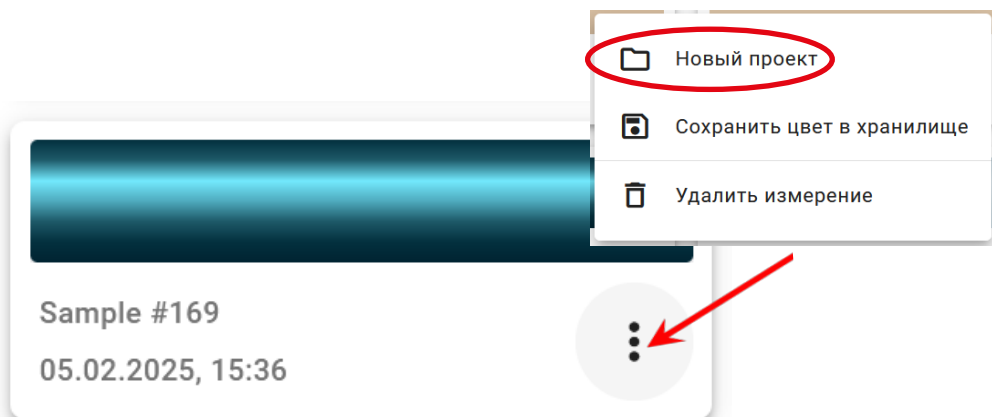 Новый проект
Сохранить цвет в хранилище
Удалить измерение
Sample #169
05.02.2025, 15:36